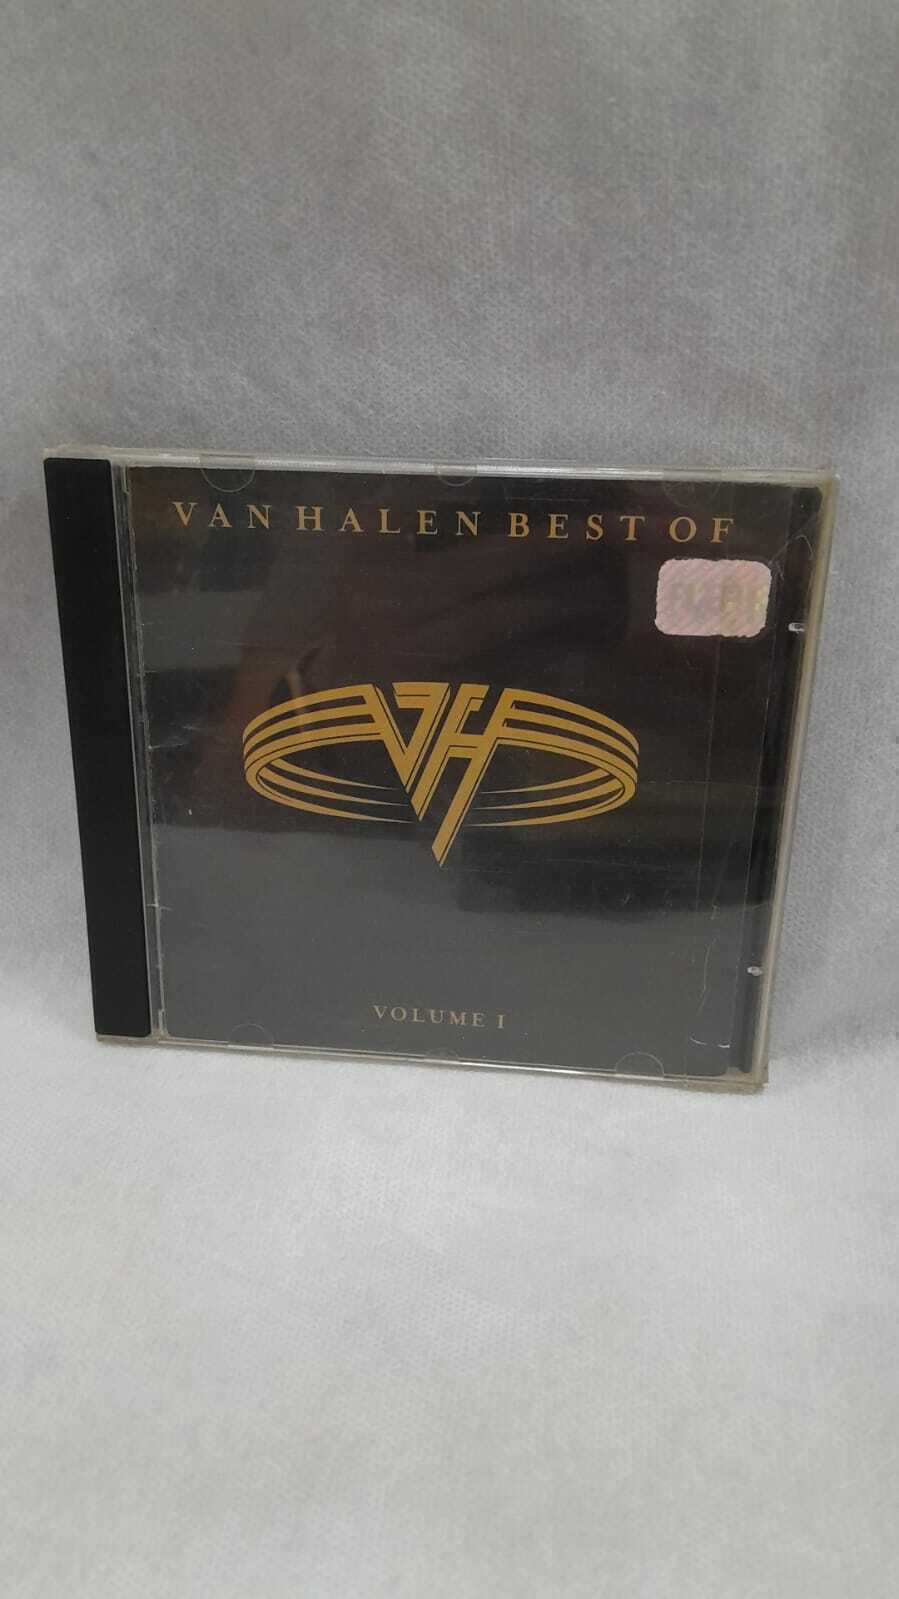 VAN HALEN BEST OF
VH
VOLUME I